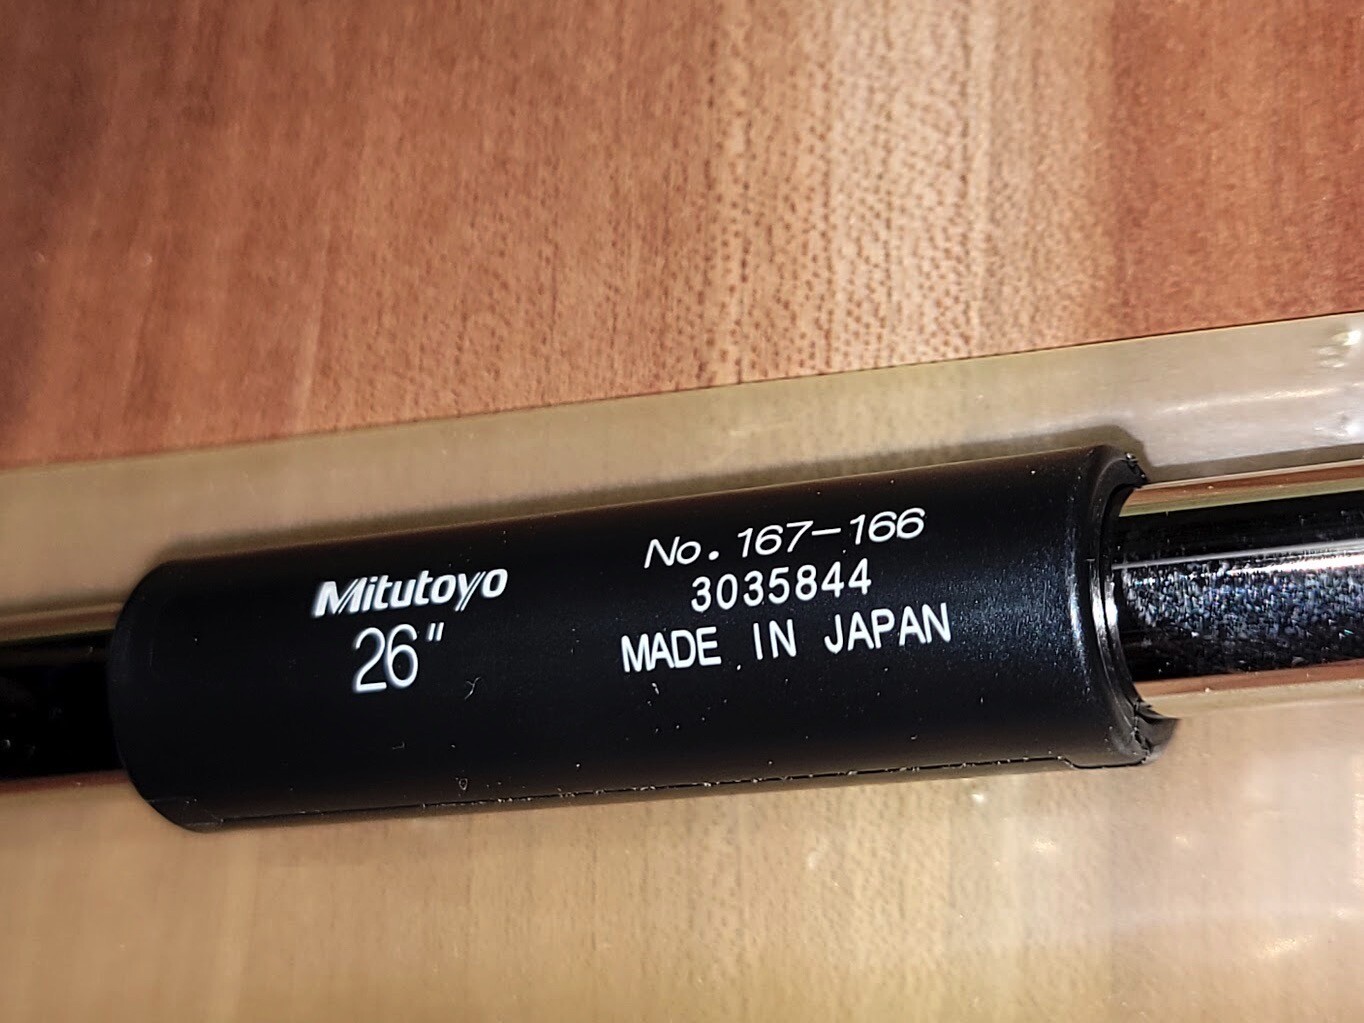 Mitutoyo
26"
No. 167-166
3035844
MADE IN JAPAN